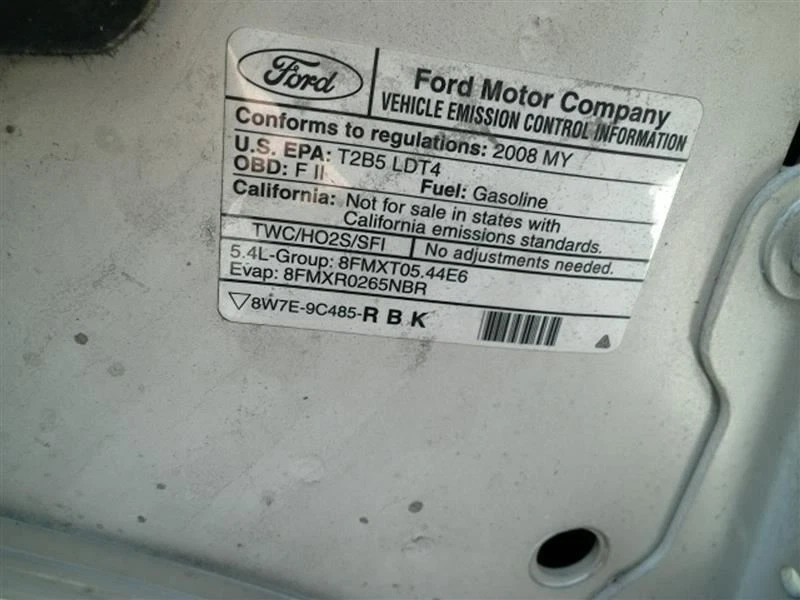 Ford
Ford Motor Company
VEHICLE EMISSION CONTROL INFORMATION
Conforms to regulations: 2008 MY
U.S. EPA: T2B5 LDT4
OBD: F II Fuel: Gasoline
California: Not for sale in states with
California emissions standards.
TWC/HO2S/SFI No adjustments needed.
5.4L-Group: 8FMXT05.44E6
Evap: 8FMXR0265NBR
8W7E-9C485-R B K